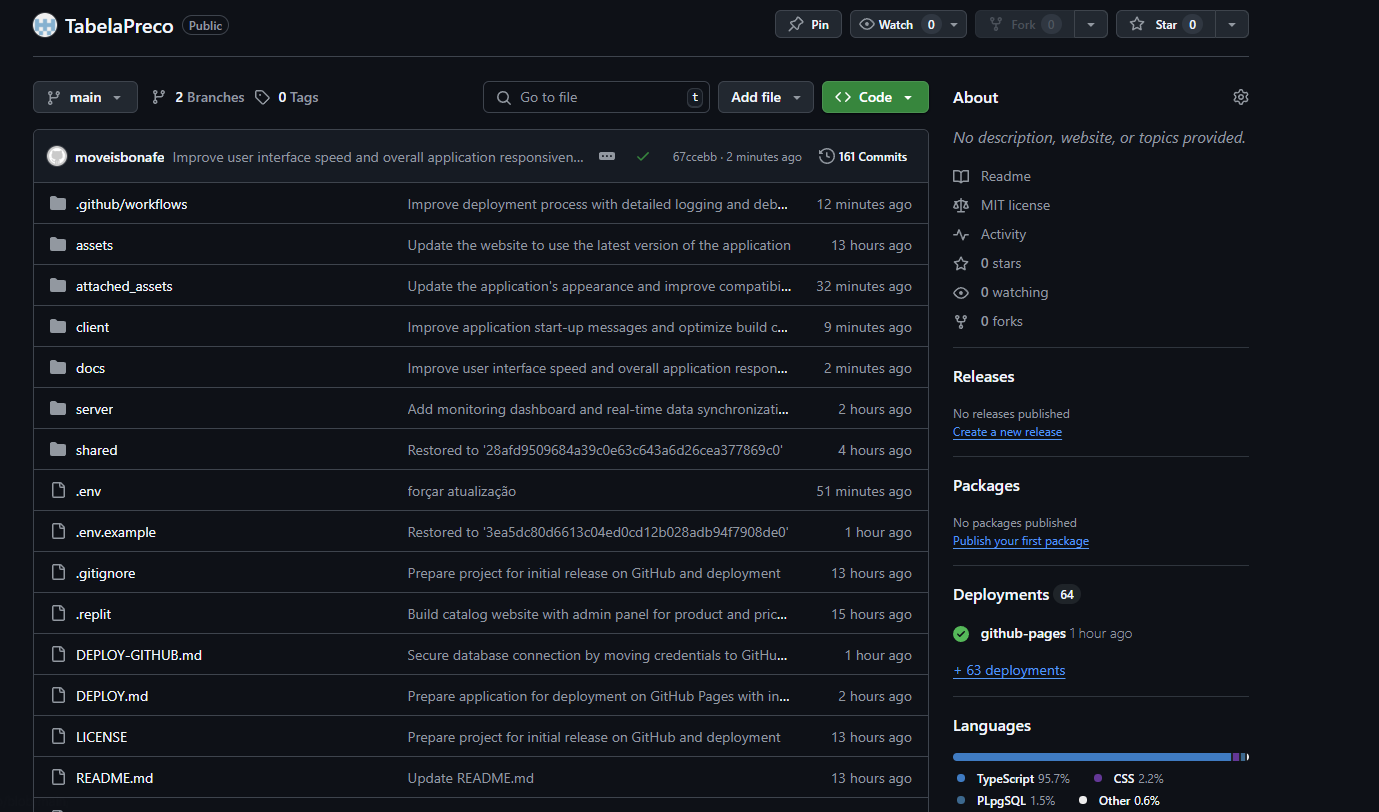 TabelaPreco Public Pin Watch 0 Fork 0 Star 0
main 2 Branches 0 Tags Go to file t Add file Code
moveisbonafe Improve user interface speed and overall application responsiven... 67ccebb · 2 minutes ago 161 Commits
.github/workflows Improve deployment process with detailed logging and deb... 12 minutes ago
assets Update the website to use the latest version of the application 13 hours ago
attached_assets Update the application's appearance and improve compatibi... 32 minutes ago
client Improve application start-up messages and optimize build c... 9 minutes ago
docs Improve user interface speed and overall application respon... 2 minutes ago
server Add monitoring dashboard and real-time data synchronizati... 2 hours ago
shared Restored to '28afd9509684a39c0e63c643a6d26cea377869c0' 4 hours ago
.env forçar atualização 51 minutes ago
.env.example Restored to '3ea5dc80d6613c04ed0cd12b028adb94f7908de0' 1 hour ago
.gitignore Prepare project for initial release on GitHub and deployment 13 hours ago
.replit Build catalog website with admin panel for product and pric... 15 hours ago
DEPLOY-GITHUB.md Secure database connection by moving credentials to GitHu... 1 hour ago
DEPLOY.md Prepare application for deployment on GitHub Pages with in... 2 hours ago
LICENSE Prepare project for initial release on GitHub and deployment 13 hours ago
README.md Update README.md 13 hours ago
About
No description, website, or topics provided.
Readme
MIT license
Activity
0 stars
0 watching
0 forks
Releases
No releases published
Create a new release
Packages
No packages published
Publish your first package
Deployments 64
github-pages 1 hour ago
+ 63 deployments
Languages
TypeScript 95.7% CSS 2.2%
PLpgSQL 1.5% Other 0.6%